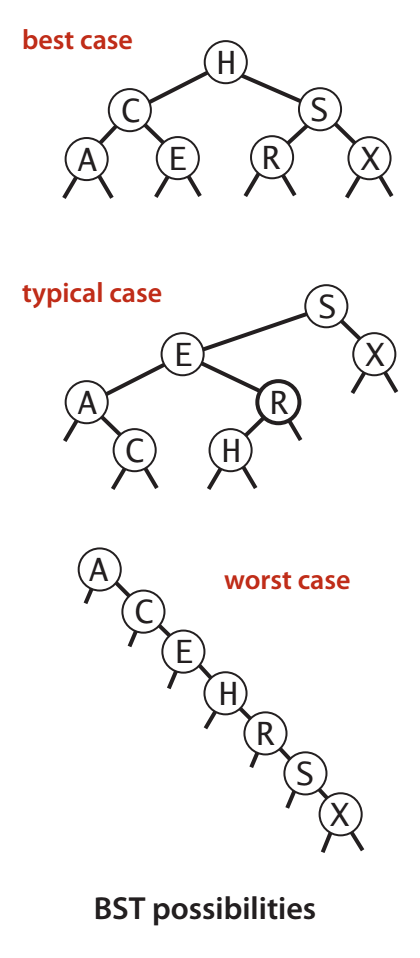 best case
H
C S
A E R X
typical case
S
E X
A R
C H
worst case
A
C
E
H
R
S
X
BST possibilities